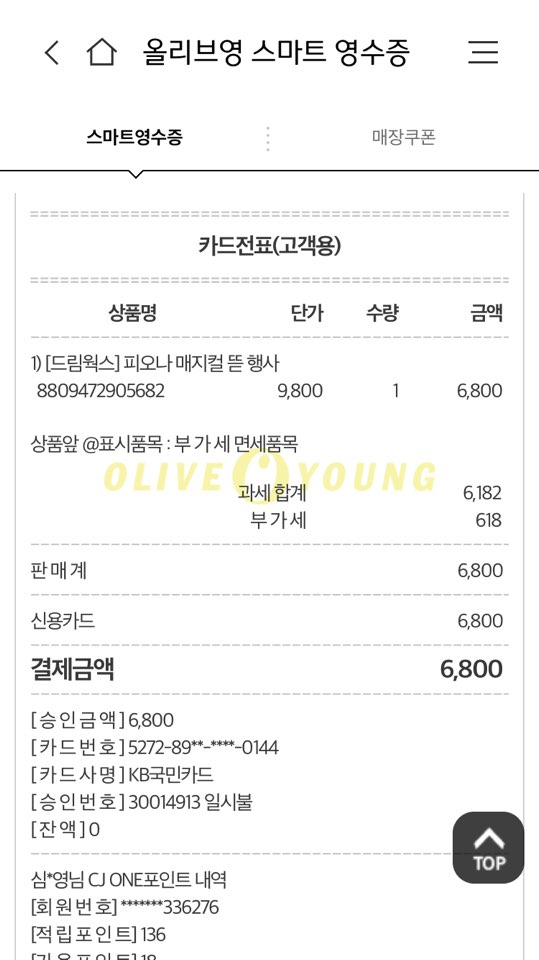 올리브영 스마트 영수증
스마트영수증 매장쿠폰
카드전표(고객용)
상품명 단가 수량 금액
1) [드림웍스] 피오나 매지컬 뜯 행사
8809472905682 9,800 1 6,800
상품앞 @표시품목 : 부 가 세 면세품목
OLIVE YOUNG
과세 합계 6,182
부 가 세 618
판 매 계 6,800
신용카드 6,800
결제금액 6,800
[ 승 인 금 액 ] 6,800
[ 카 드 번 호 ] 5272-89**-****-0144
[ 카 드 사 명 ] KB국민카드
[ 승 인 번 호 ] 30014913 일시불
[ 잔 액 ] 0
TOP
심*영님 CJ ONE포인트 내역
[회 원 번 호] *******336276
[적 립 포 인 트] 136